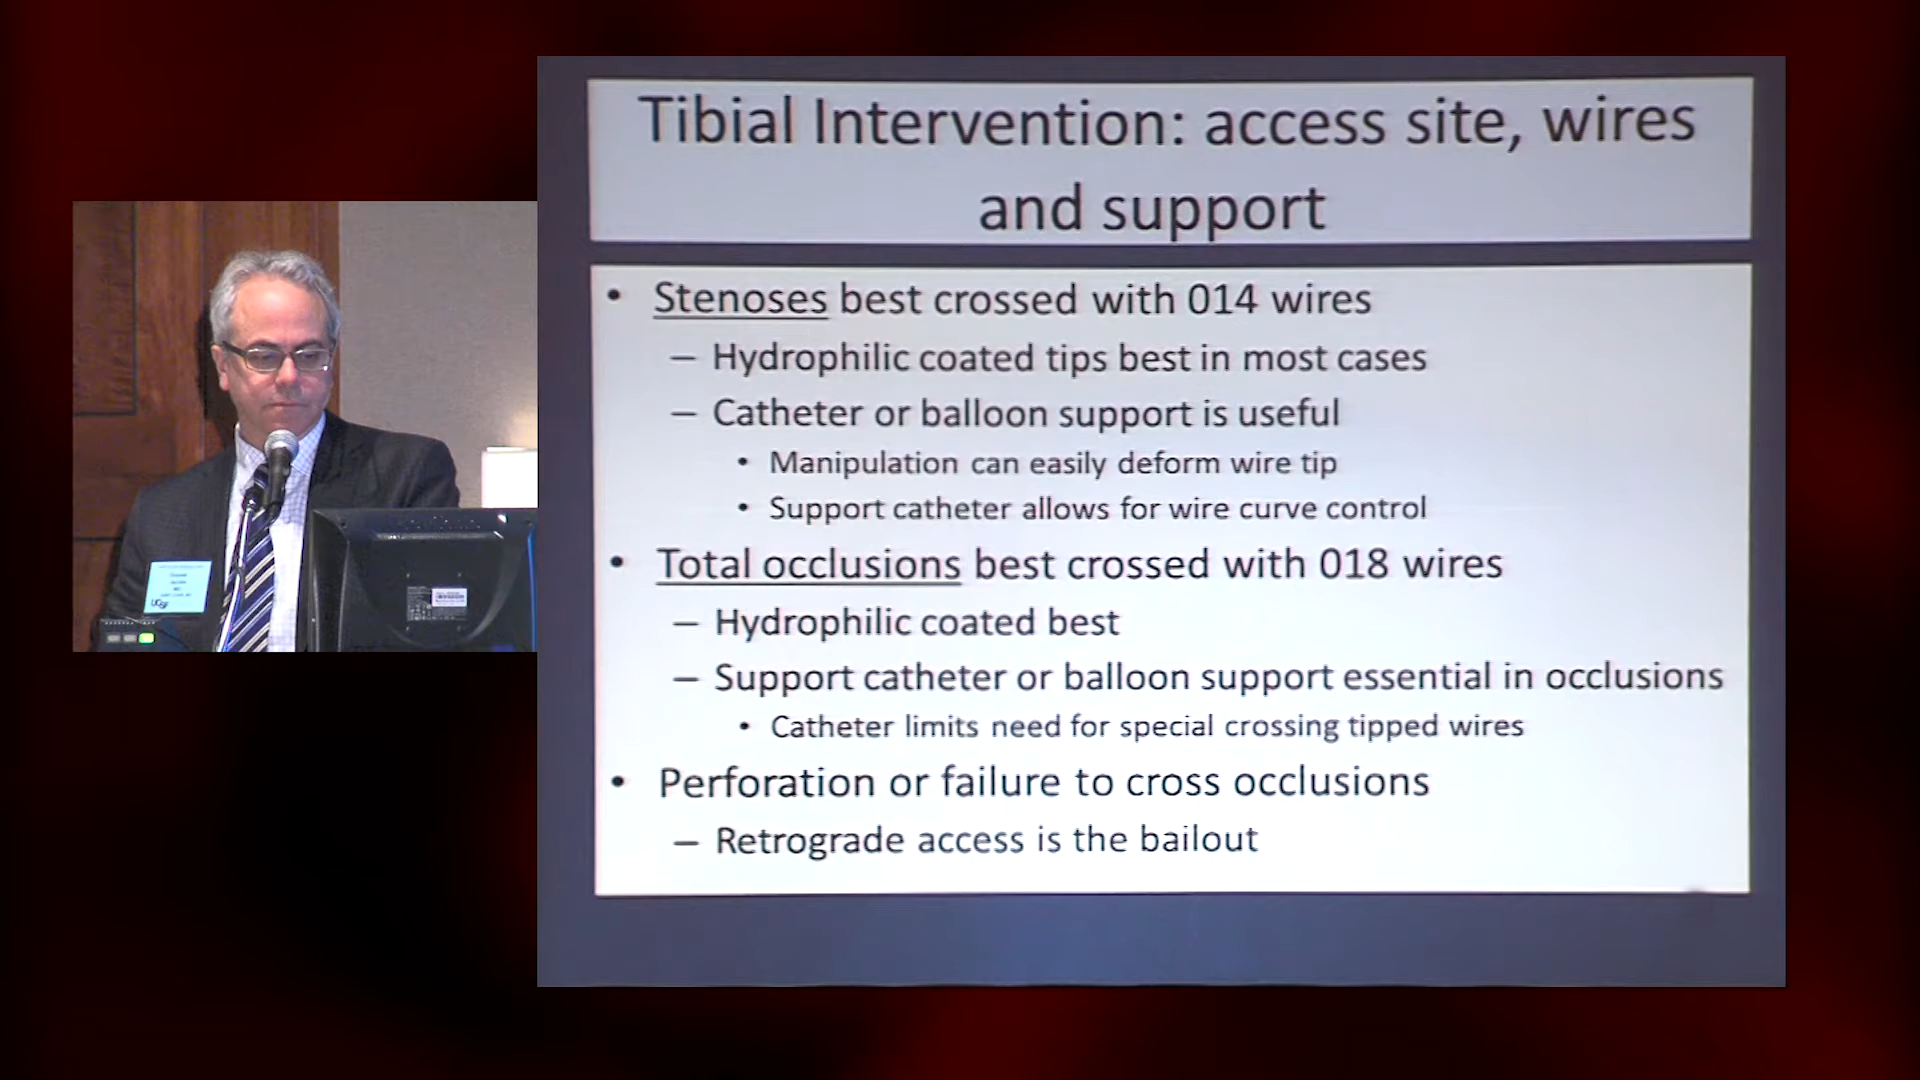 Tibial Intervention: access site, wires
and support
• Stenoses best crossed with 014 wires
– Hydrophilic coated tips best in most cases
– Catheter or balloon support is useful
• Manipulation can easily deform wire tip
• Support catheter allows for wire curve control
• Total occlusions best crossed with 018 wires
– Hydrophilic coated best
– Support catheter or balloon support essential in occlusions
• Catheter limits need for special crossing tipped wires
• Perforation or failure to cross occlusions
– Retrograde access is the bailout
UCSF